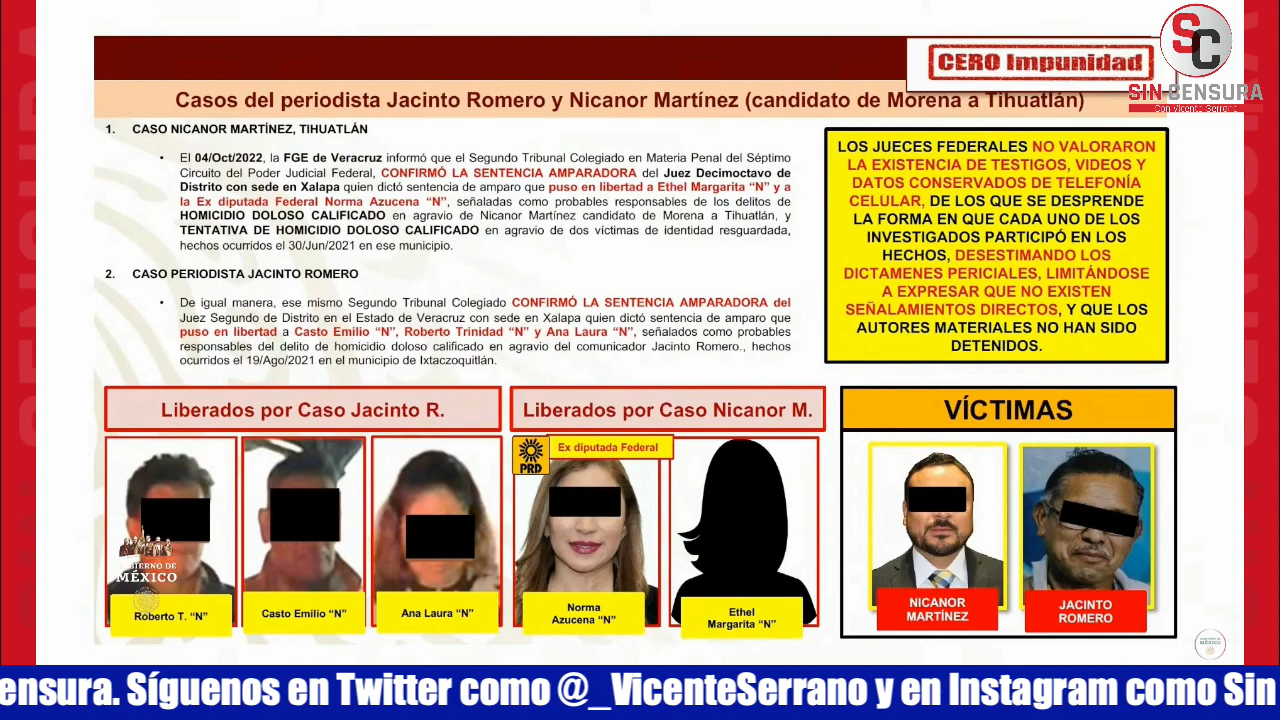 CERO Impunidad
SC
SIN CENSURA
Con Vicente Serrano
Casos del periodista Jacinto Romero y Nicanor Martínez (candidato de Morena a Tihuatlán)
1. CASO NICANOR MARTÍNEZ, TIHUATLÁN
• El 04/Oct/2022, la FGE de Veracruz informó que el Segundo Tribunal Colegiado en Materia Penal del Séptimo
Circuito del Poder Judicial Federal, CONFIRMÓ LA SENTENCIA AMPARADORA del Juez Decimoctavo de
Distrito con sede en Xalapa quien dictó sentencia de amparo que puso en libertad a Ethel Margarita “N” y a
la Ex diputada Federal Norma Azucena “N”, señaladas como probables responsables de los delitos de
HOMICIDIO DOLOSO CALIFICADO en agravio de Nicanor Martínez candidato de Morena a Tihuatlán, y
TENTATIVA DE HOMICIDIO DOLOSO CALIFICADO en agravio de dos víctimas de identidad resguardada,
hechos ocurridos el 30/Jun/2021 en ese municipio.
2. CASO PERIODISTA JACINTO ROMERO
• De igual manera, ese mismo Segundo Tribunal Colegiado CONFIRMÓ LA SENTENCIA AMPARADORA del
Juez Segundo de Distrito en el Estado de Veracruz con sede en Xalapa quien dictó sentencia de amparo que
puso en libertad a Casto Emilio “N”, Roberto Trinidad “N” y Ana Laura “N”, señalados como probables
responsables del delito de homicidio doloso calificado en agravio del comunicador Jacinto Romero., hechos
ocurridos el 19/Ago/2021 en el municipio de Ixtaczoquitlán.
LOS JUECES FEDERALES NO VALORARON
LA EXISTENCIA DE TESTIGOS, VIDEOS Y
DATOS CONSERVADOS DE TELEFONÍA
CELULAR, DE LOS QUE SE DESPRENDE
LA FORMA EN QUE CADA UNO DE LOS
INVESTIGADOS PARTICIPÓ EN LOS
HECHOS, DESESTIMANDO LOS
DICTAMENES PERICIALES, LIMITÁNDOSE
A EXPRESAR QUE NO EXISTEN
SEÑALAMIENTOS DIRECTOS, Y QUE LOS
AUTORES MATERIALES NO HAN SIDO
DETENIDOS.
Liberados por Caso Jacinto R.
Liberados por Caso Nicanor M.
VÍCTIMAS
PRD
Ex diputada Federal
GOBIERNO DE
MÉXICO
Roberto T. “N”
Casto Emilio “N”
Ana Laura “N”
Norma
Azucena “N”
Ethel
Margarita “N”
NICANOR
MARTÍNEZ
JACINTO
ROMERO
MÉXICO
ensura. Síguenos en Twitter como @_VicenteSerrano y en Instagram como Sin